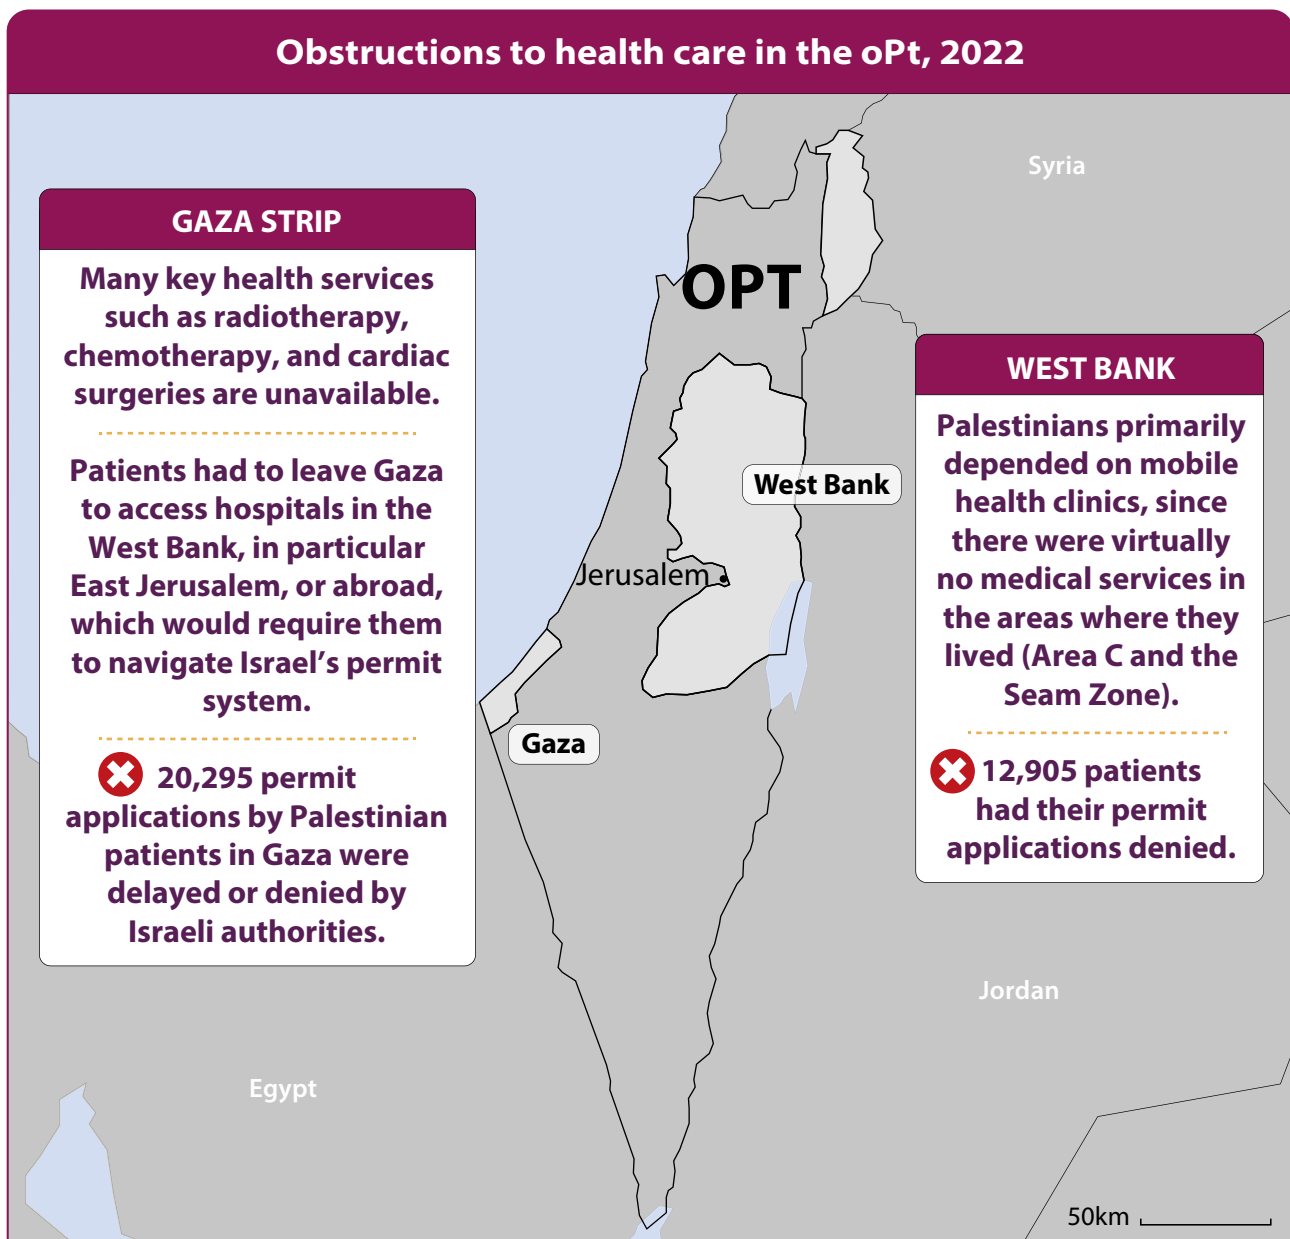 Obstructions to health care in the oPt, 2022
Syria
GAZA STRIP
Many key health services
such as radiotherapy,
chemotherapy, and cardiac
surgeries are unavailable.
Patients had to leave Gaza
to access hospitals in the
West Bank, in particular
East Jerusalem, or abroad,
which would require them
to navigate Israel’s permit
system.
20,295 permit
applications by Palestinian
patients in Gaza were
delayed or denied by
Israeli authorities.
OPT
West Bank
Jerusalem
Gaza
WEST BANK
Palestinians primarily
depended on mobile
health clinics, since
there were virtually
no medical services in
the areas where they
lived (Area C and the
Seam Zone).
12,905 patients
had their permit
applications denied.
Jordan
Egypt
50km